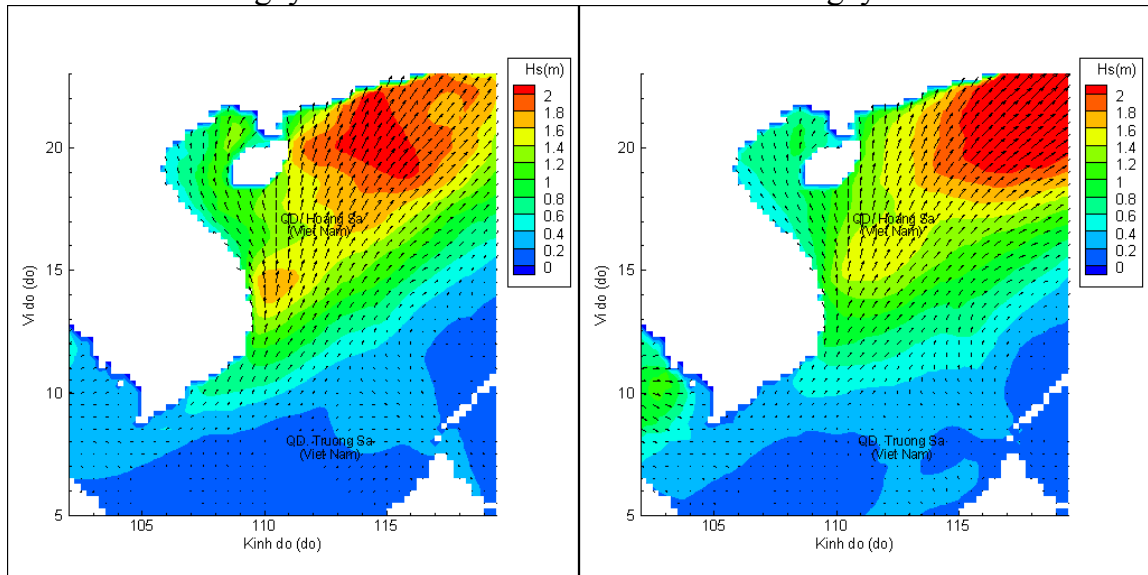 Hs(m)
2
1.8
1.6
1.4
1.2
1
0.8
0.6
0.4
0.2
0
20
15
10
5
Vi do (do)
QD. Hoang Sa
(Viet Nam)
QD. Truong Sa
(Viet Nam)
105
110
115
Kinh do (do)
Hs(m)
2
1.8
1.6
1.4
1.2
1
0.8
0.6
0.4
0.2
0
20
15
10
5
Vi do (do)
QD. Hoang Sa
(Viet Nam)
QD. Truong Sa
(Viet Nam)
105
110
115
Kinh do (do)